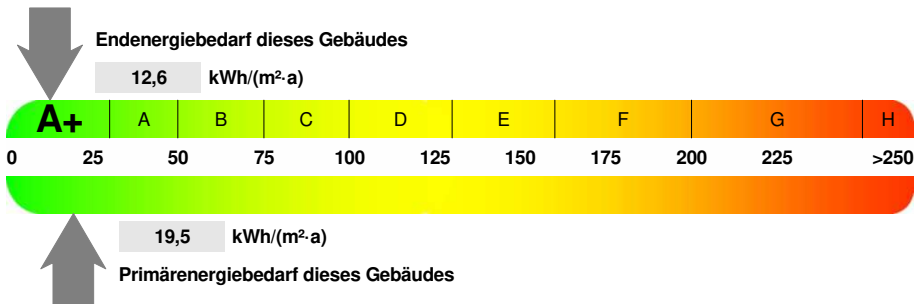 Endenergiebedarf dieses Gebäudes
12,6 kWh/(m²·a)
A+ A B C D E F G H
0 25 50 75 100 125 150 175 200 225 >250
19,5 kWh/(m²·a)
Primärenergiebedarf dieses Gebäudes